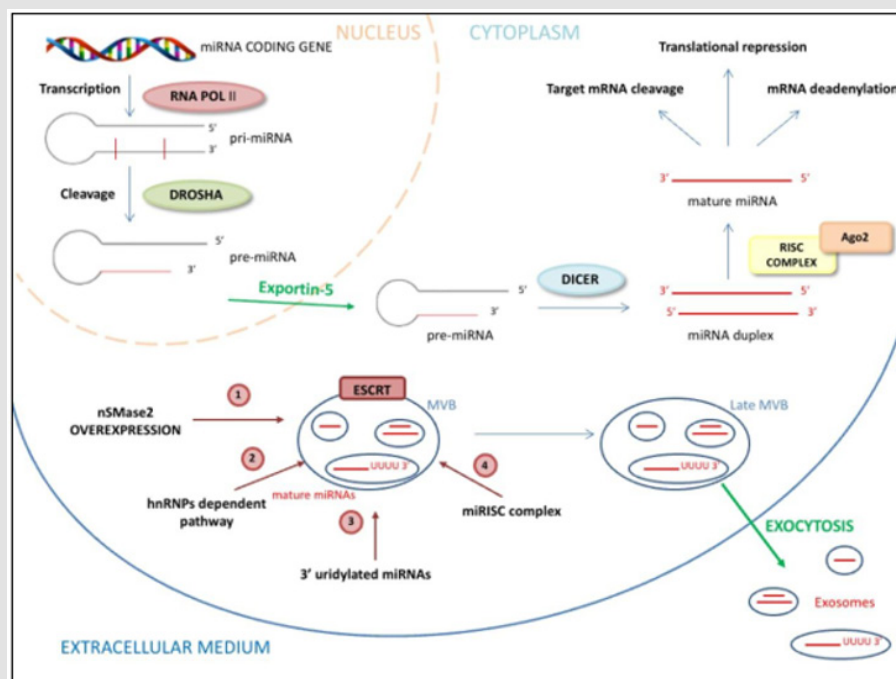 NUCLEUS
CYTOPLASM
miRNA CODING GENE
Transcription
RNA POL II
5'
3'
pri-miRNA
Cleavage
DROSHA
5'
3'
pre-miRNA
Exportin-5
5'
3'
pre-miRNA
DICER
Translational repression
Target mRNA cleavage
mRNA deadenylation
3'
5'
mature miRNA
RISC
COMPLEX
Ago2
3'
5'
5'
3'
miRNA duplex
ESCRT
MVB
1
nSMase2
OVEREXPRESSION
2
hnRNPs dependent
pathway
mature miRNAs
UUUU 3'
3
3' uridylated miRNAs
4
miRISC complex
Late MVB
UUUU 3'
EXOCYTOSIS
Exosomes
UUUU 3'
EXTRACELLULAR MEDIUM